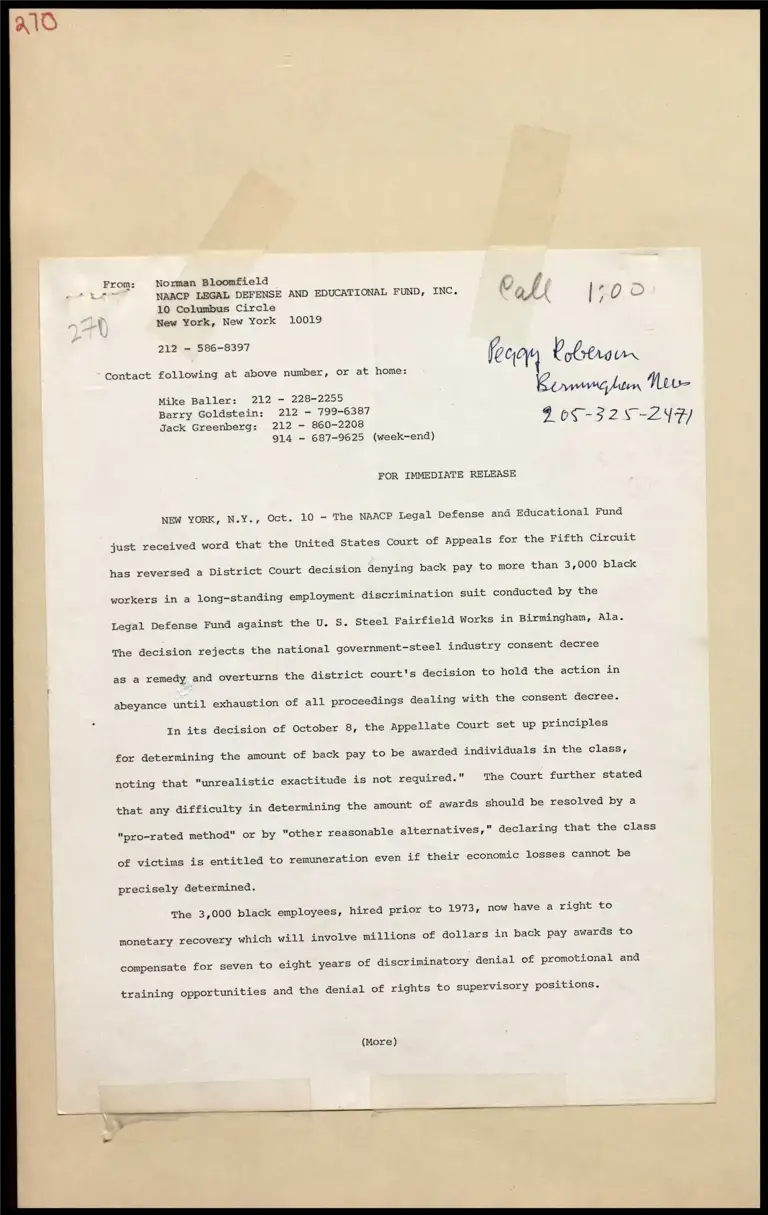 270
From: Norman Bloomfield
NAACP LEGAL DEFENSE AND EDUCATIONAL FUND, INC.
10 Columbus Circle
New York, New York 10019
270
212 - 586-8397
Call 1:00
Peggy Roberson
Bermingham News
205-325-2471
Contact following at above number, or at home:
Mike Baller: 212 - 228-2255
Barry Goldstein: 212 - 799-6387
Jack Greenberg: 212 - 860-2208
914 - 687-9625 (week-end)
FOR IMMEDIATE RELEASE
NEW YORK, N.Y., Oct. 10 - The NAACP Legal Defense and Educational Fund
just received word that the United States Court of Appeals for the Fifth Circuit
has reversed a District Court decision denying back pay to more than 3,000 black
workers in a long-standing employment discrimination suit conducted by the
Legal Defense Fund against the U. S. Steel Fairfield Works in Birmingham, Ala.
The decision rejects the national government-steel industry consent decree
as a remedy and overturns the district court's decision to hold the action in
abeyance until exhaustion of all proceedings dealing with the consent decree.
In its decision of October 8, the Appellate Court set up principles
for determining the amount of back pay to be awarded individuals in the class,
noting that "unrealistic exactitude is not required." The Court further stated
that any difficulty in determining the amount of awards should be resolved by a
"pro-rated method" or by "other reasonable alternatives," declaring that the class
of victims is entitled to remuneration even if their economic losses cannot be
precisely determined.
The 3,000 black employees, hired prior to 1973, now have a right to
monetary recovery which will involve millions of dollars in back pay awards to
compensate for seven to eight years of discriminatory denial of promotional and
training opportunities and the denial of rights to supervisory positions.
(More)